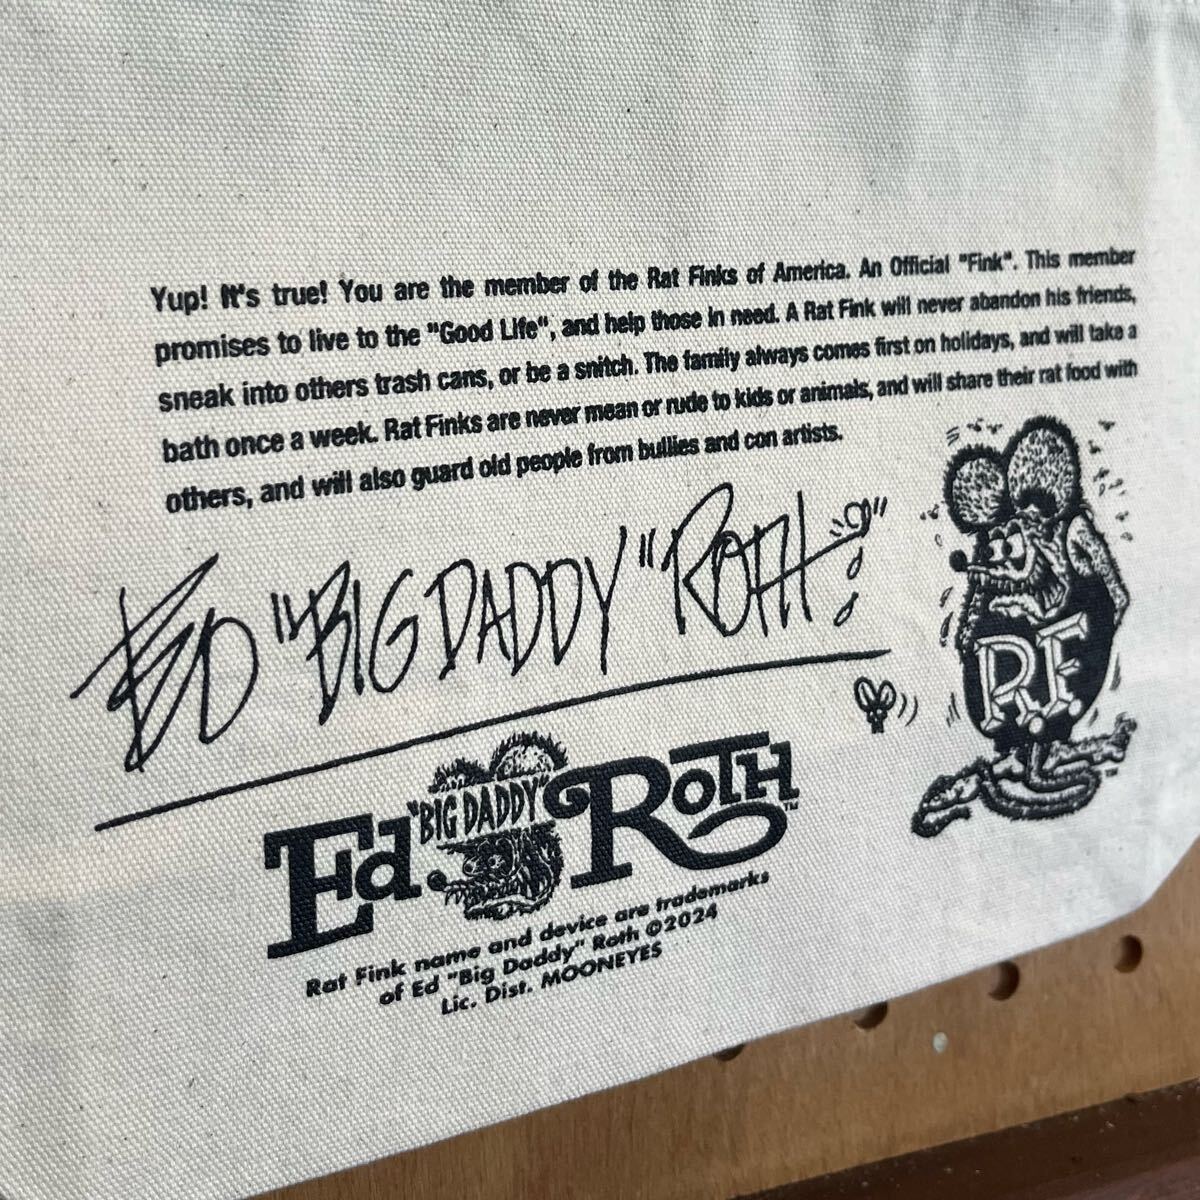 Yup! It's true! You are the member of the Rat Finks of America. An Official "Fink". This member
promises to live to the "Good Life", and help those in need. A Rat Fink will never abandon his friends,
sneak into others trash cans, or be a snitch. The family always comes first on holidays, and will take a
bath once a week. Rat Finks are never mean or rude to kids or animals, and will share their rat food with
others, and will also guard old people from bullies and con artists.
ED "BIG DADDY" ROTH
R.F.
TM
Ed "BIG DADDY" ROTH TM
Rat Fink name and device are trademarks
of Ed "Big Daddy" Roth ©2024
Lic. Dist. MOONEYES